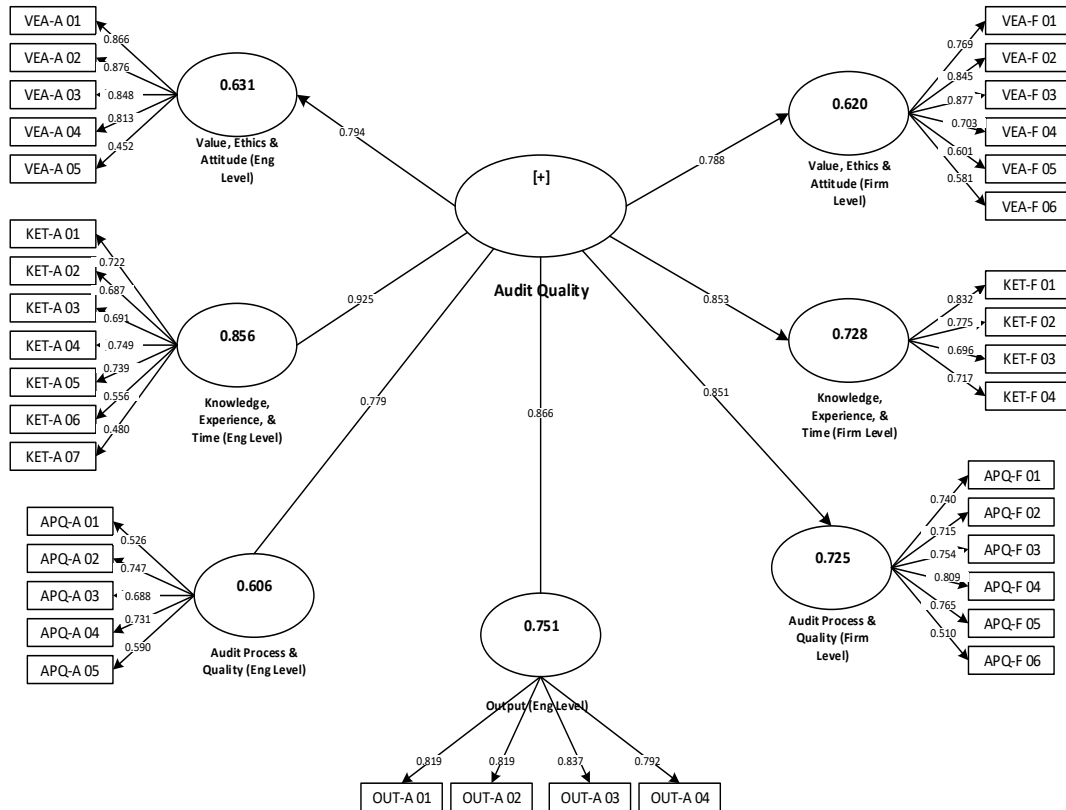 VEA-A 01
VEA-A 02
VEA-A 03
VEA-A 04
VEA-A 05
0.866
0.876
0.848
0.813
0.452
0.631
Value, Ethics
& Attitude (Eng
Level)
0.794
KET-A 01
KET-A 02
KET-A 03
KET-A 04
KET-A 05
KET-A 06
KET-A 07
0.722
0.687
0.691
0.749
0.739
0.556
0.480
0.856
Knowledge,
Experience, &
Time (Eng Level)
0.925
APQ-A 01
APQ-A 02
APQ-A 03
APQ-A 04
APQ-A 05
0.526
0.747
0.688
0.731
0.590
0.606
Audit Process &
Quality (Eng Level)
0.779
[+]
Audit Quality
0.866
0.751
Output (Eng Level)
0.819
0.819
0.837
0.792
OUT-A 01
OUT-A 02
OUT-A 03
OUT-A 04
0.788
0.620
Value, Ethics &
Attitude (Firm
Level)
0.769
0.845
0.877
0.703
0.601
0.581
VEA-F 01
VEA-F 02
VEA-F 03
VEA-F 04
VEA-F 05
VEA-F 06
0.853
0.728
Knowledge,
Experience, &
Time (Firm Level)
0.832
0.775
0.696
0.717
KET-F 01
KET-F 02
KET-F 03
KET-F 04
0.851
0.725
Audit Process
& Quality (Firm
Level)
0.740
0.715
0.754
0.809
0.765
0.510
APQ-F 01
APQ-F 02
APQ-F 03
APQ-F 04
APQ-F 05
APQ-F 06